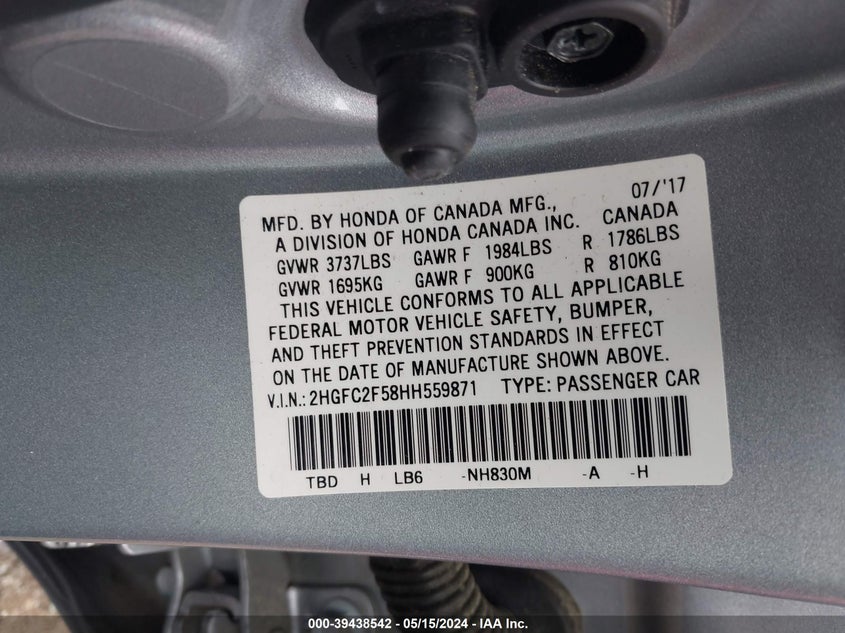 07/'17
MFD. BY HONDA OF CANADA MFG.,
A DIVISION OF HONDA CANADA INC. CANADA
GVWR 3737LBS GAWR F 1984LBS R 1786LBS
GVWR 1695KG GAWR F 900KG R 810KG
THIS VEHICLE CONFORMS TO ALL APPLICABLE
FEDERAL MOTOR VEHICLE SAFETY, BUMPER,
AND THEFT PREVENTION STANDARDS IN EFFECT
ON THE DATE OF MANUFACTURE SHOWN ABOVE.
V.I.N.: 2HGFC2F58HH559871 TYPE: PASSENGER CAR
TBD H LB6 -NH830M -A -H
000-39438542 - 05/15/2024 - IAA Inc.